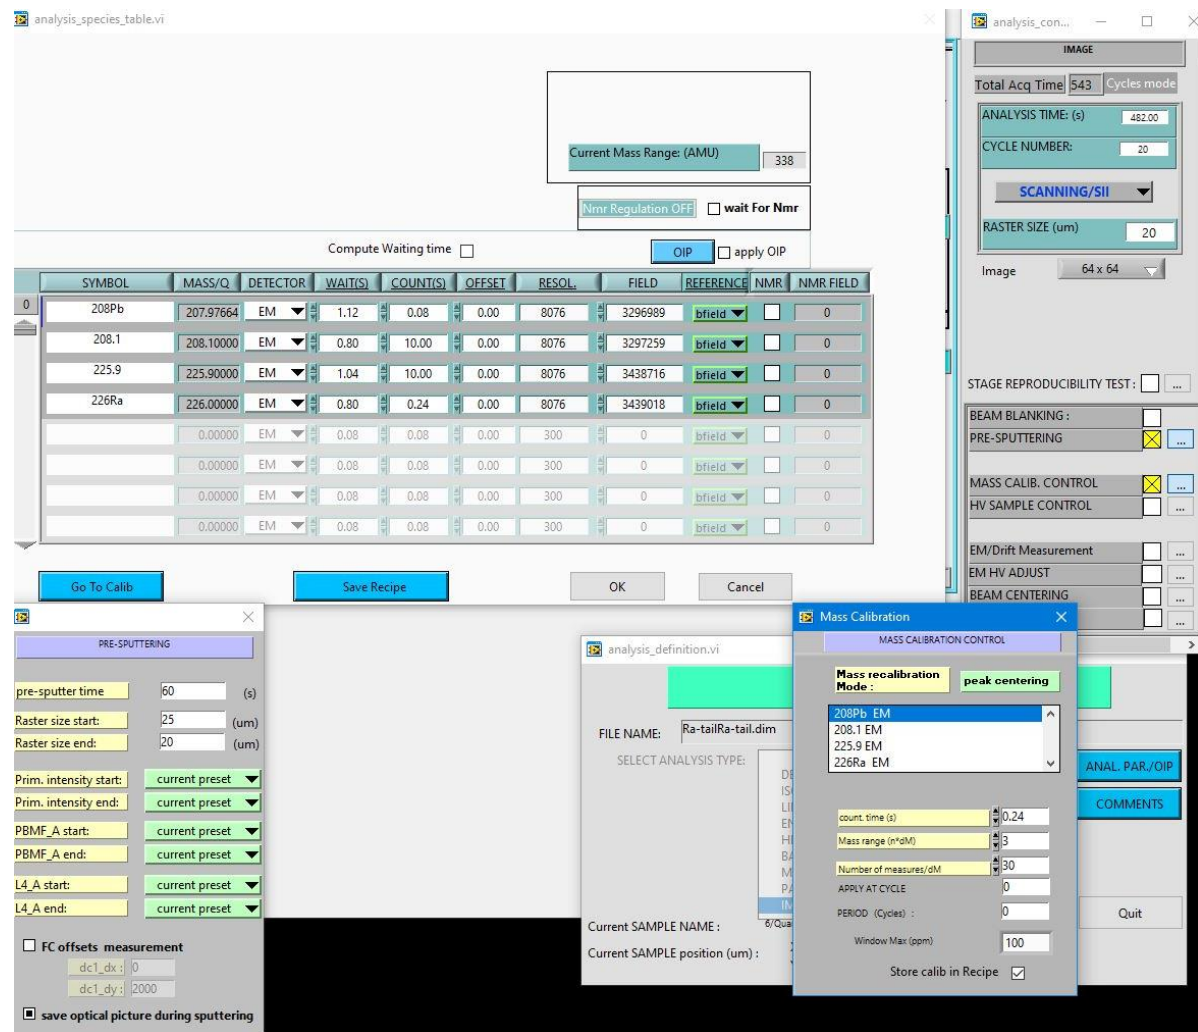 analysis_species_table.vi
Current Mass Range: (AMU) 338
Nmr Regulation OFF wait For Nmr
Compute Waiting time OIP apply OIP
SYMBOL MASS/Q DETECTOR WAIT(S) COUNT(S) OFFSET RESOL. FIELD REFERENCE NMR NMR FIELD
0 208Pb 207.97664 EM 1.12 0.08 0.00 8076 3296989 bfield 0
208.1 208.10000 EM 0.80 10.00 0.00 8076 3297259 bfield 0
225.9 225.90000 EM 1.04 10.00 0.00 8076 3438716 bfield 0
226Ra 226.00000 EM 0.80 0.24 0.00 8076 3439018 bfield 0
0.00000 EM 0.08 0.08 0.00 300 0 bfield 0
0.00000 EM 0.08 0.08 0.00 300 0 bfield 0
0.00000 EM 0.08 0.08 0.00 300 0 bfield 0
0.00000 EM 0.08 0.08 0.00 300 0 bfield 0
Go To Calib Save Recipe OK Cancel
analysis_con...
IMAGE
Total Acq Time 543 Cycles mode
ANALYSIS TIME: (s) 482.00
CYCLE NUMBER: 20
SCANNING/SII
RASTER SIZE (um) 20
Image 64 x 64
STAGE REPRODUCIBILITY TEST : ...
BEAM BLANKING :
PRE-SPUTTERING ...
MASS CALIB. CONTROL ...
HV SAMPLE CONTROL ...
EM/Drift Measurement ...
EM HV ADJUST ...
BEAM CENTERING ...
...
PRE-SPUTTERING
pre-sputter time 60 (s)
Raster size start: 25 (um)
Raster size end: 20 (um)
Prim. intensity start: current preset
Prim. intensity end: current preset
PBMF_A start: current preset
PBMF_A end: current preset
L4_A start: current preset
L4_A end: current preset
FC offsets measurement
dc1_dx : 0
dc1_dy : 2000
save optical picture during sputtering
analysis_definition.vi
FILE NAME: Ra-tailRa-tail.dim
SELECT ANALYSIS TYPE:
DE
LI
EN
BA
M
PA
IM
ANAL. PAR./OIP
COMMENTS
Quit
Current SAMPLE NAME : 6/Qua
Current SAMPLE position (um) :
Mass Calibration
MASS CALIBRATION CONTROL
Mass recalibration
Mode : peak centering
208Pb EM
208.1 EM
225.9 EM
226Ra EM
count. time (s) 0.24
Mass range (n*dM) 3
Number of measures/dM 30
APPLY AT CYCLE 0
PERIOD (Cycles) : 0
Window Max (ppm) 100
Store calib in Recipe